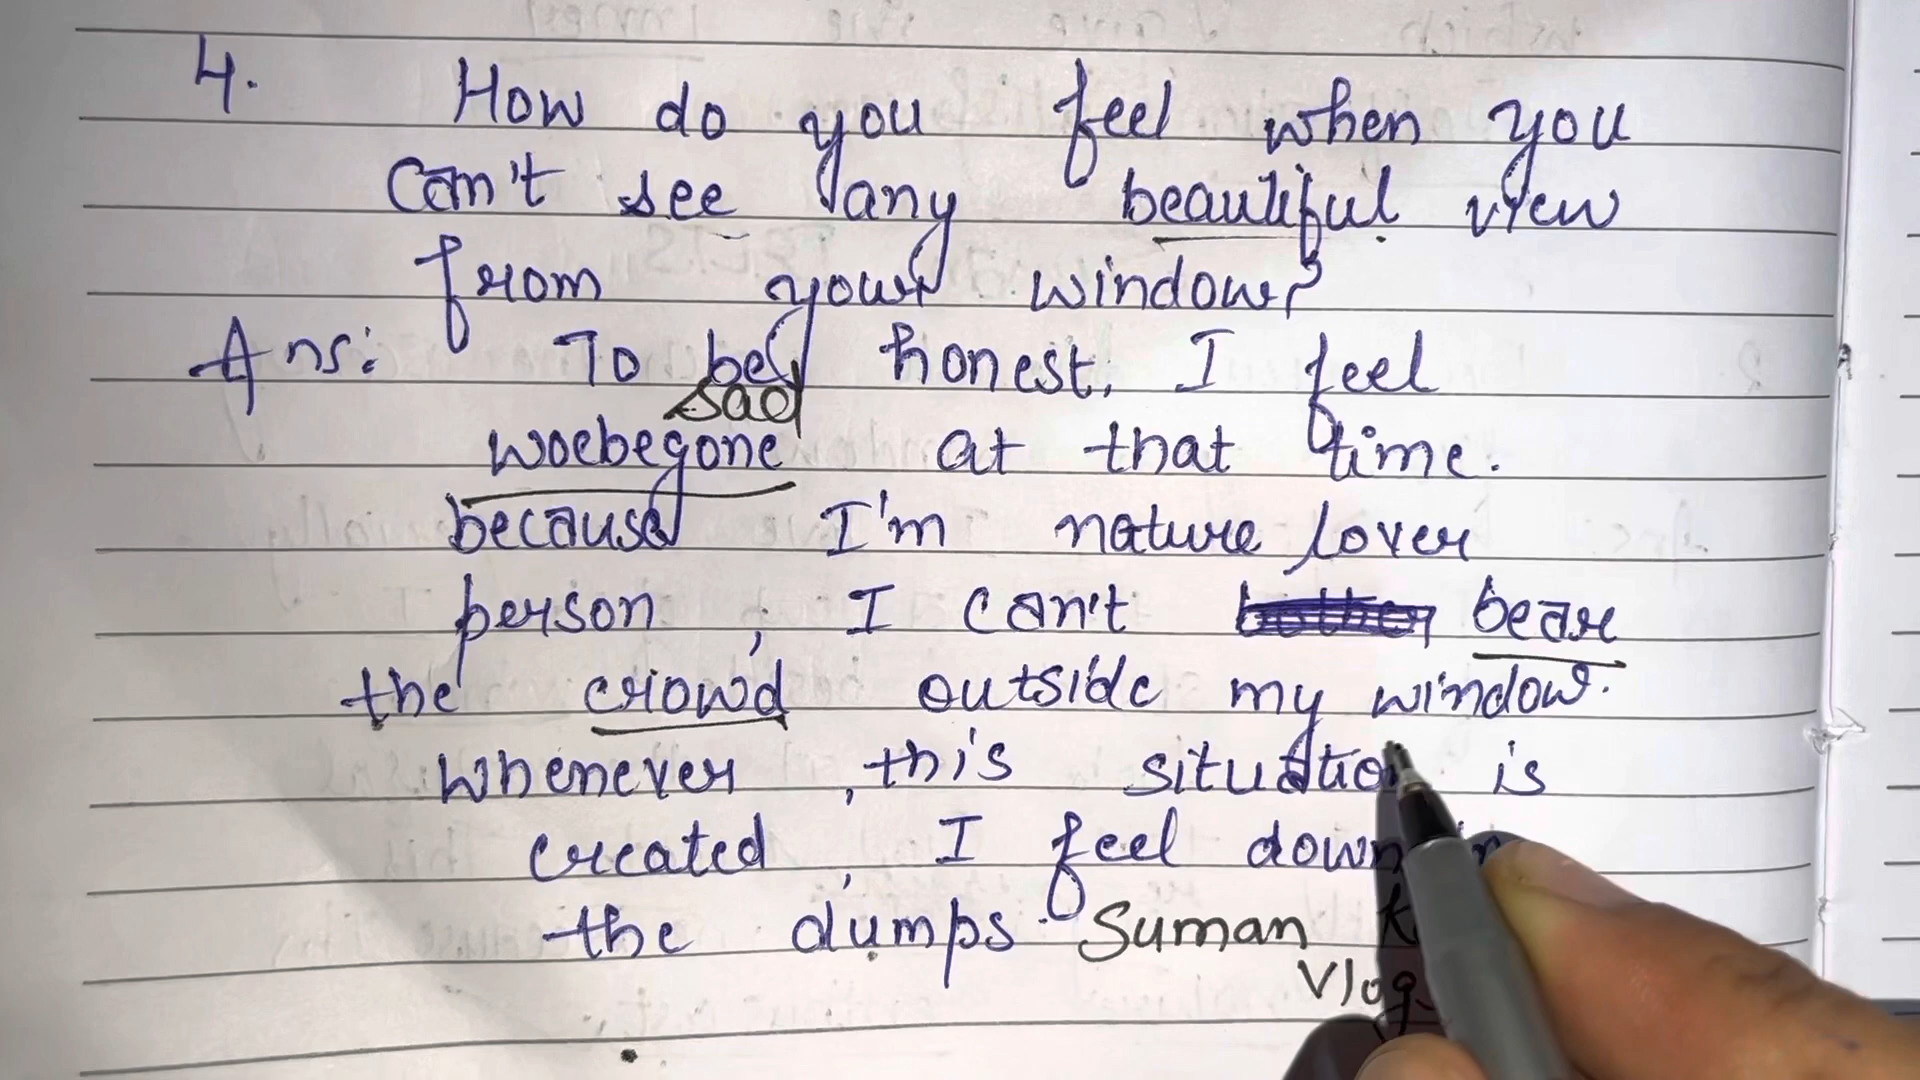 4. How do you feel when you
can't see any beautiful view
from your window?
Ans: To be honest, I feel
sad
woebegone at that time.
because I'm nature lover
person, I can't bother bear
the crowd outside my window.
whenever, this situation is
created, I feel down in
the dumps. Suman
Vlogs